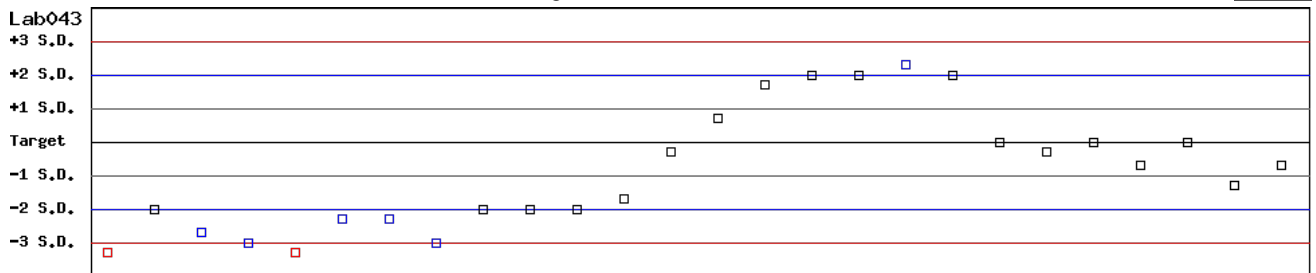 Lab043
+3 S.D.
+2 S.D.
+1 S.D.
Target
-1 S.D.
-2 S.D.
-3 S.D.